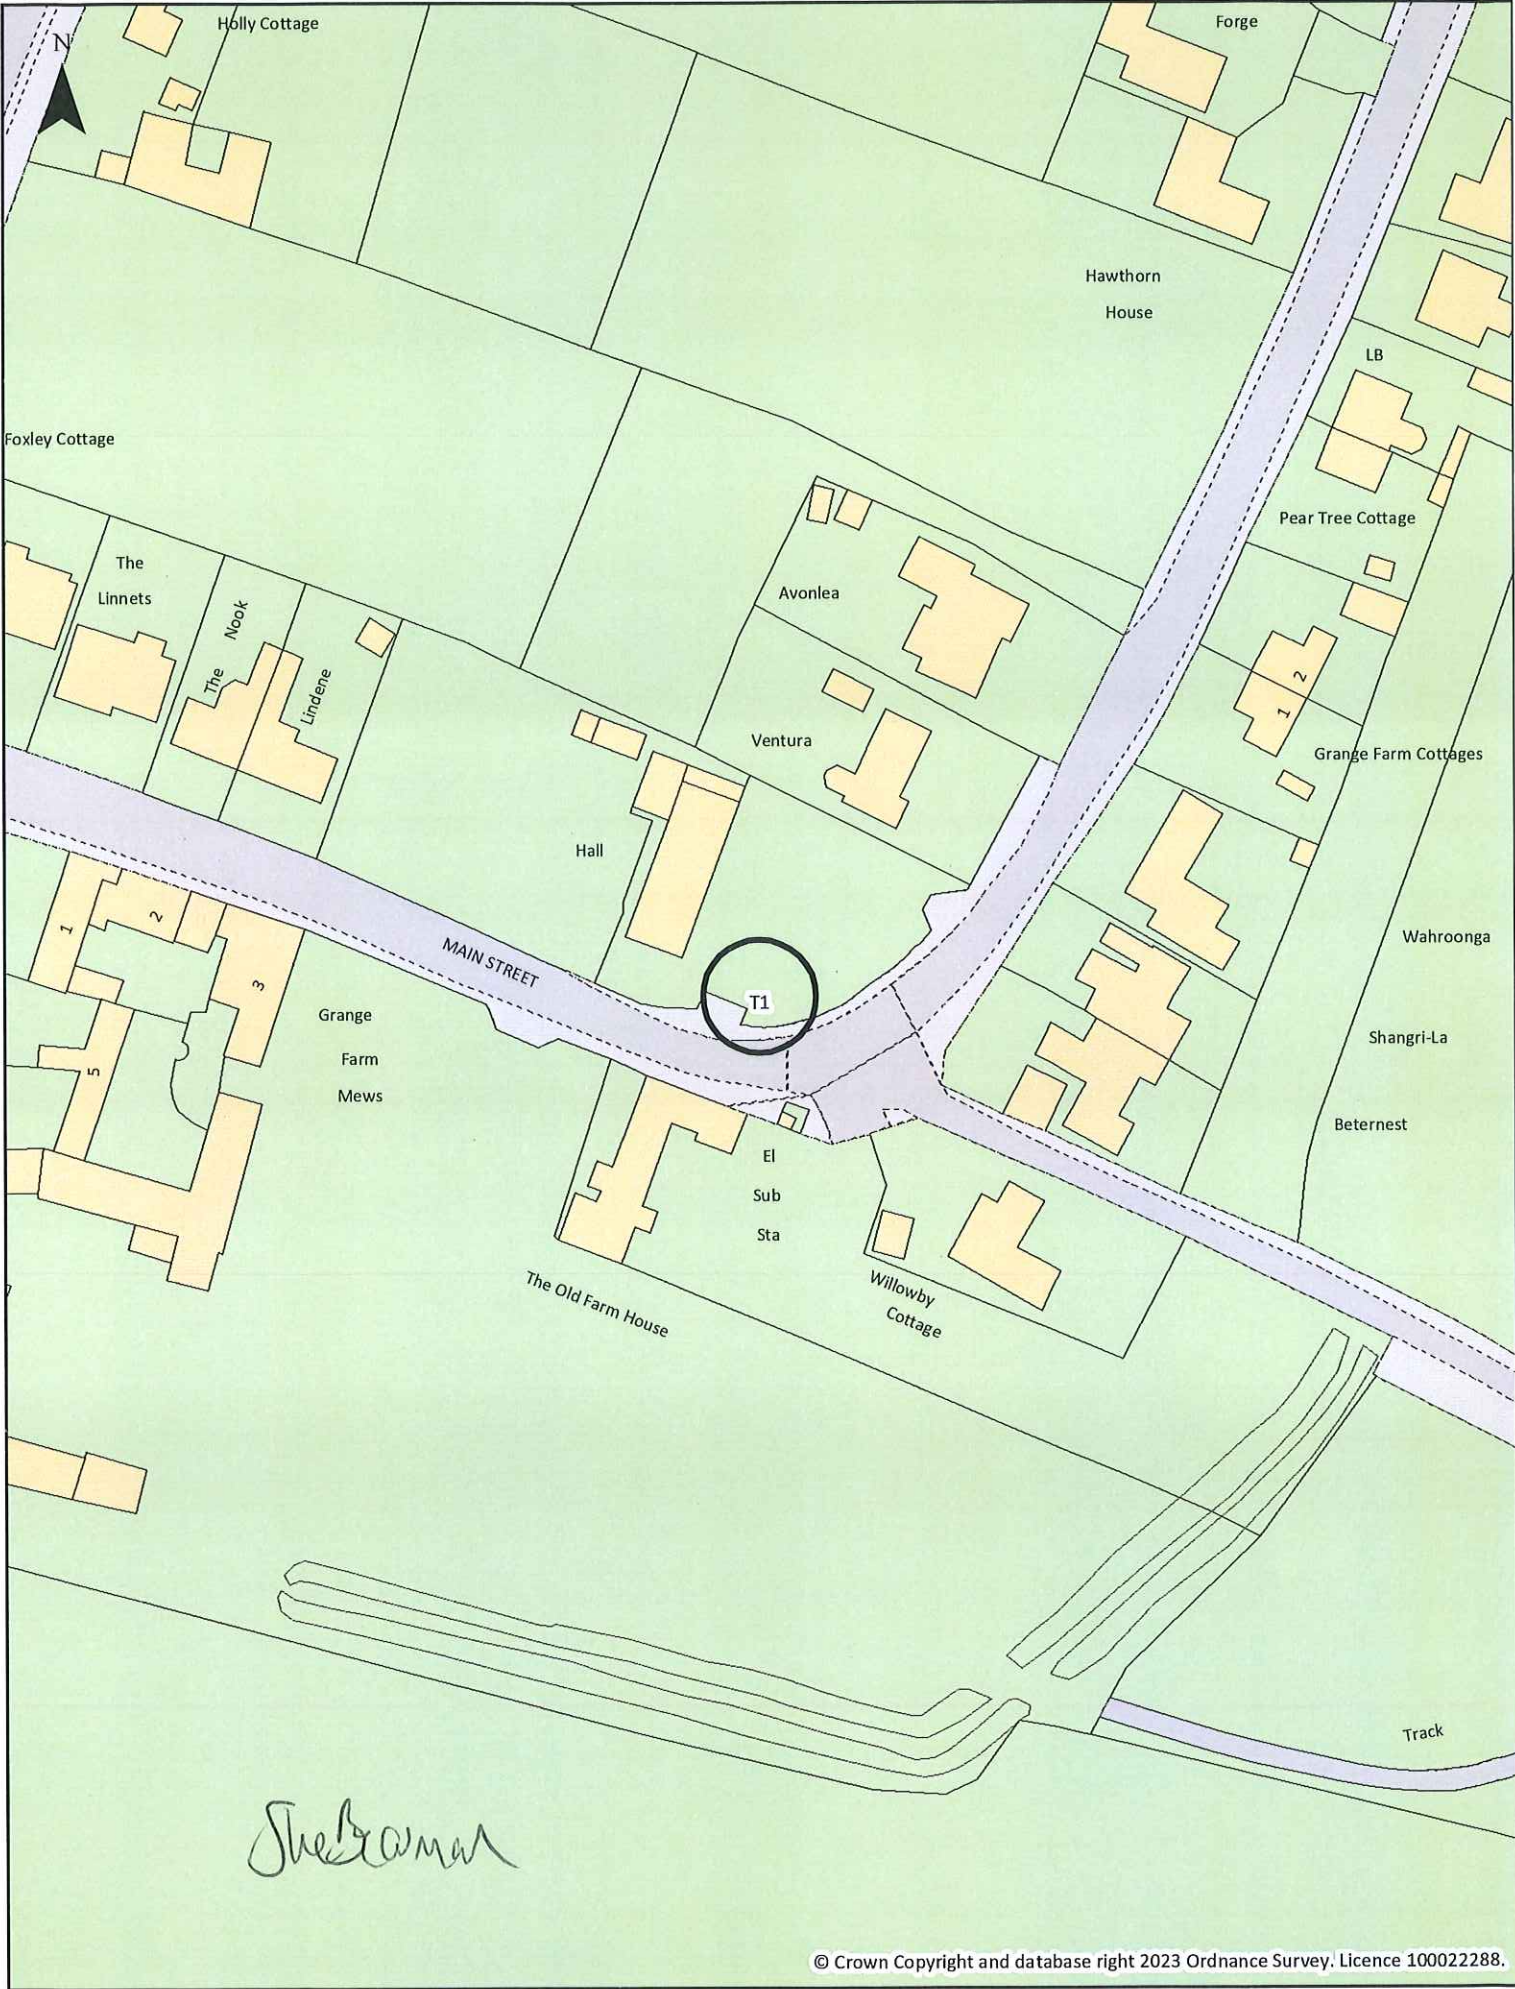 Holly Cottage
Forge
N
Hawthorn
House
LB
Foxley Cottage
Pear Tree Cottage
The
Linnets
Avonlea
The Nook
Lindene
2
1
Ventura
Grange Farm Cottages
Hall
1
2
3
MAIN STREET
Wahroonga
T1
Grange
Farm
Mews
Shangri-La
5
Beternest
El
Sub
Sta
Willowby
Cottage
The Old Farm House
Track
© Crown Copyright and database right 2023 Ordnance Survey. Licence 100022288.